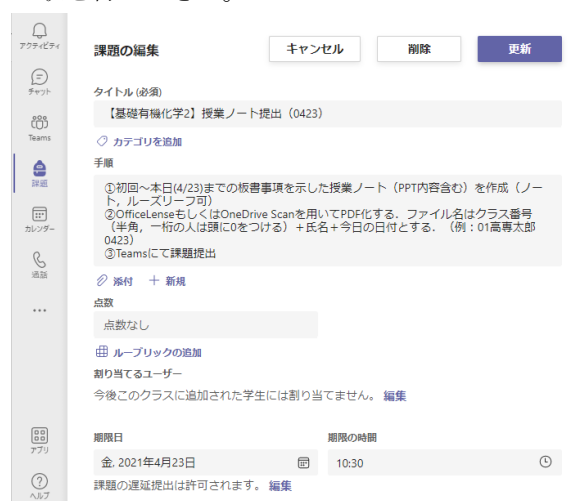 アクティビティ
チャット
Teams
課題
カレンダー
通話
アプリ
ヘルプ
課題の編集
キャンセル
削除
更新
タイトル (必須)
【基礎有機化学2】授業ノート提出（0423）
カテゴリを追加
手順
①初回～本日(4/23)までの板書事項を示した授業ノート（PPT内容含む）を作成（ノー
ト，ルーズリーフ可）
②OfficeLenseもしくはOneDrive Scanを用いてPDF化する．ファイル名はクラス番号
（半角，一桁の人は頭に0をつける）＋氏名＋今日の日付とする．（例：01高専太郎
0423）
③Teamsにて課題提出
添付
＋ 新規
点数
点数なし
ルーブリックの追加
割り当てるユーザー
今後このクラスに追加された学生には割り当てません。 編集
期限日
期限の時間
金, 2021年4月23日
10:30
課題の遅延提出は許可されます。 編集